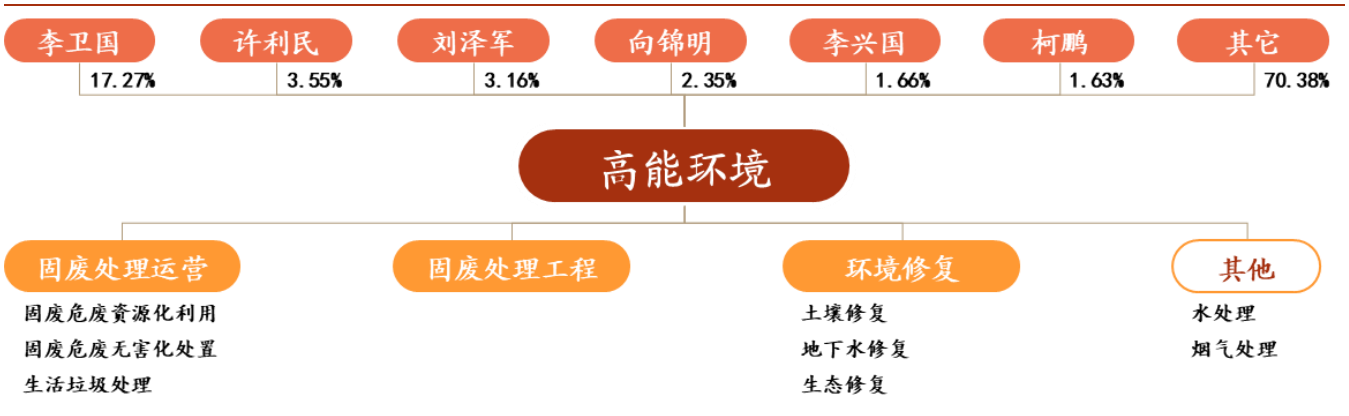 李卫国 许利民 刘泽军 向锦明 李兴国 柯鹏 其它
17.27% 3.55% 3.16% 2.35% 1.66% 1.63% 70.38%
高能环境
固废处理运营 固废处理工程 环境修复 其他
固废危废资源化利用 土壤修复 水处理
固废危废无害化处置 地下水修复 烟气处理
生活垃圾处理 生态修复